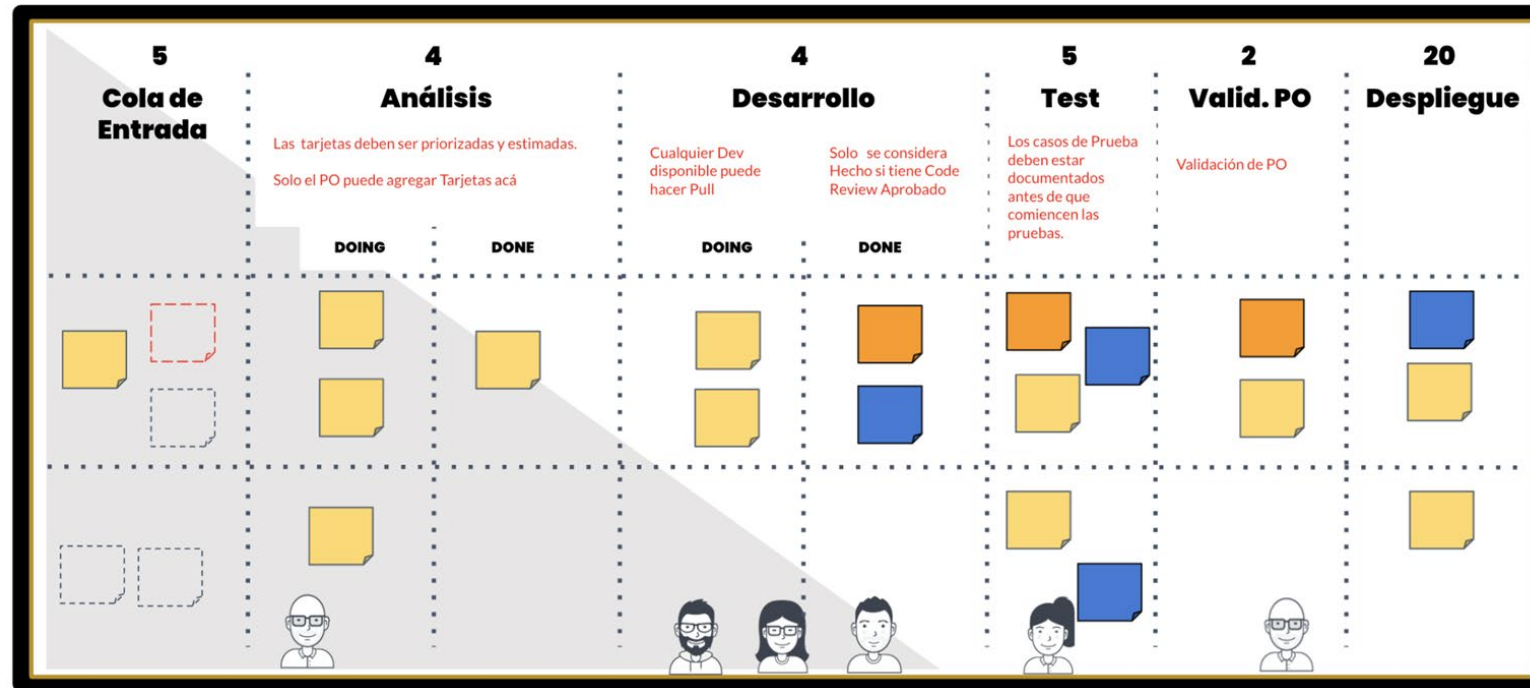 5
Cola de
Entrada
4
Análisis
Las tarjetas deben ser priorizadas y estimadas.
Solo el PO puede agregar Tarjetas acá
DOING
DONE
4
Desarrollo
Cualquier Dev
disponible puede
hacer Pull
Solo se considera
Hecho si tiene Code
Review Aprobado
DOING
DONE
5
Test
Los casos de Prueba
deben estar
documentados
antes de que
comiencen las
pruebas.
2
Valid. PO
Validación de PO
20
Despliegue